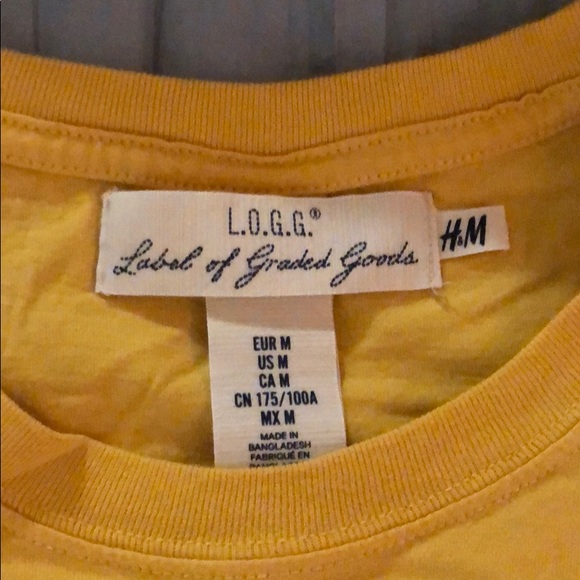 L.O.G.G.®
Label of Graded Goods
H&M
EUR M
US M
CA M
CN 175/100A
MX M
MADE IN
BANGLADESH
FABRIQUÉ EN